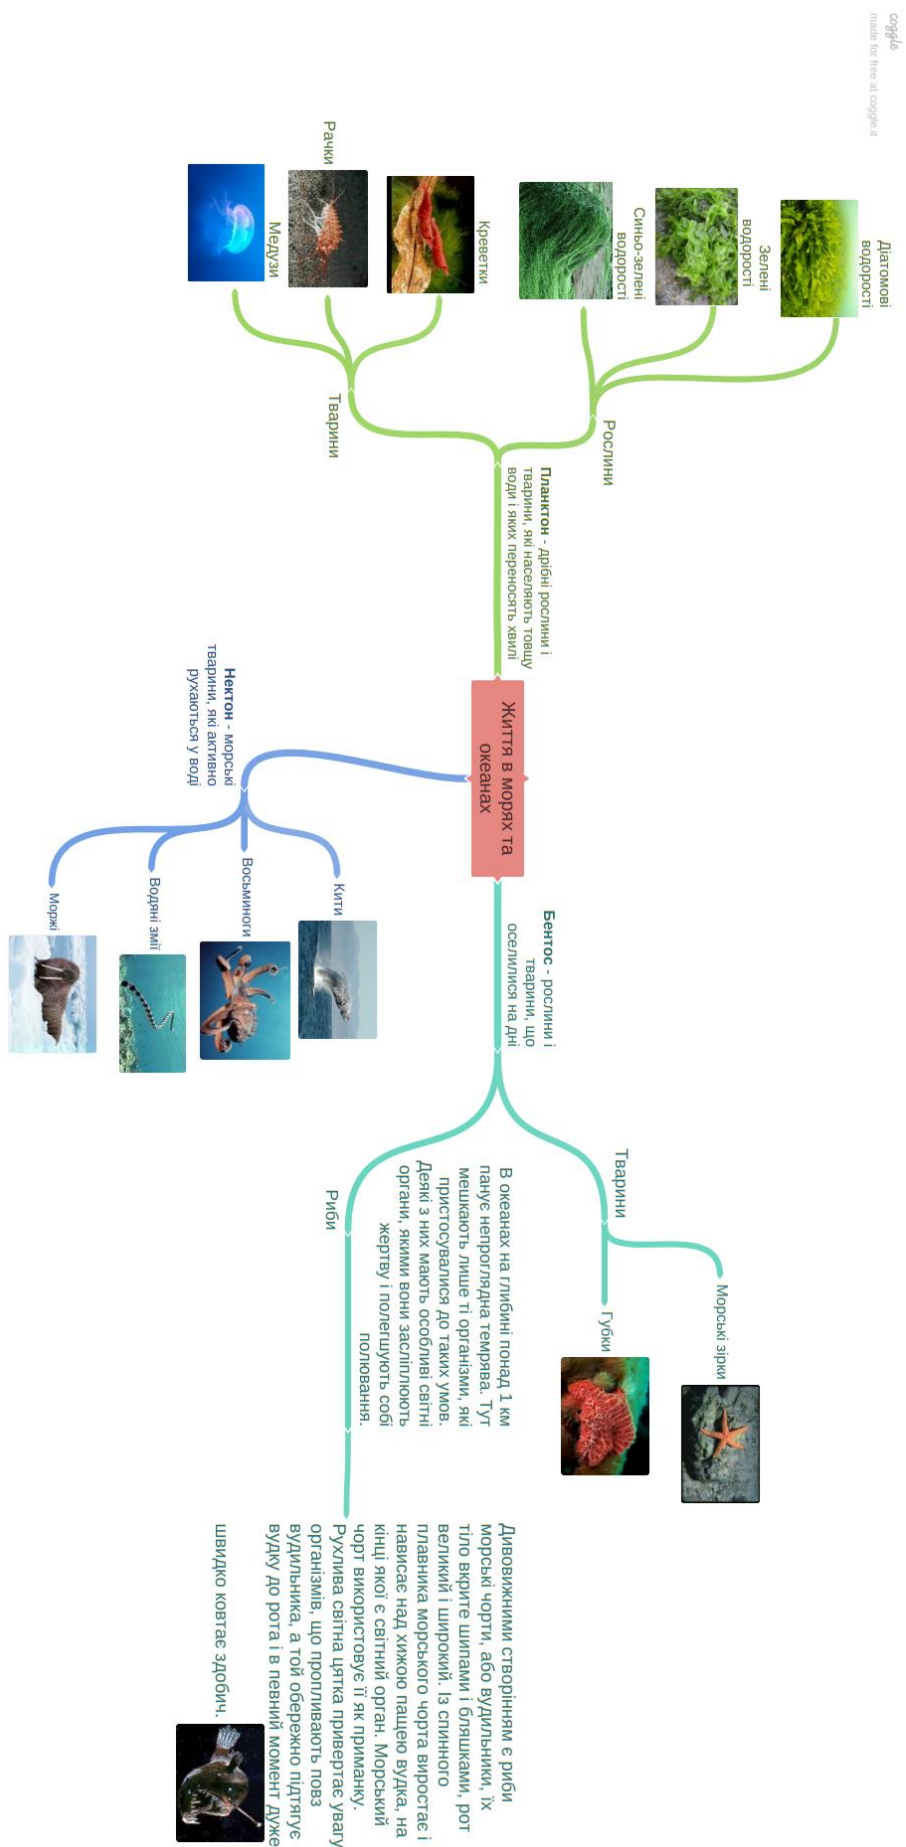 coggle
made for free at coggle.it
Життя в морях та
океанах
Планктон - дрібні рослини і
тварини, які населяють товщу
води і яких переносять хвилі
Рослини
Діатомові
водорості
Зелені
водорості
Синьо-зелені
водорості
Тварини
Креветки
Рачки
Медузи
Нектон - морські
тварини, які активно
рухаються у воді
Кити
Восьминоги
Водяні змії
Моржі
Бентос - рослини і
тварини, що
оселилися на дні
Тварини
Морські зірки
Губки
Риби
В океанах на глибині понад 1 км
панує непроглядна темрява. Тут
мешкають лише ті організми, які
пристосувалися до таких умов.
Деякі з них мають особливі світні
органи, якими вони засліплюють
жертву і полегшують собі
полювання.
Дивовижними створінням є риби
морські чорти, або вудильники, їх
тіло вкрите шипами і бляшками, рот
великий і широкий. Із спинного
плавника морського чорта виростає і
нависає над хижою пащею вудка, на
кінці якої є світний орган. Морський
чорт використовує її як приманку.
Рухлива світна цятка привертає увагу
організмів, що пропливають повз
вудильника, а той обережно підтягує
вудку до рота і в певний момент дуже
швидко ковтає здобич.